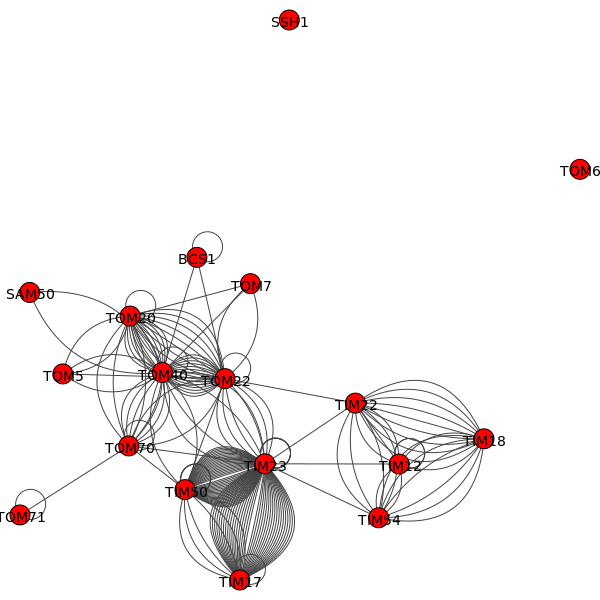 SSH1
TOM6
BCS1
TOM7
SAM50
TOM20
TOM5
TOM40
TOM22
TIM22
TIM18
TOM70
TIM23
TIM12
TIM50
TOM71
TIM54
TIM17